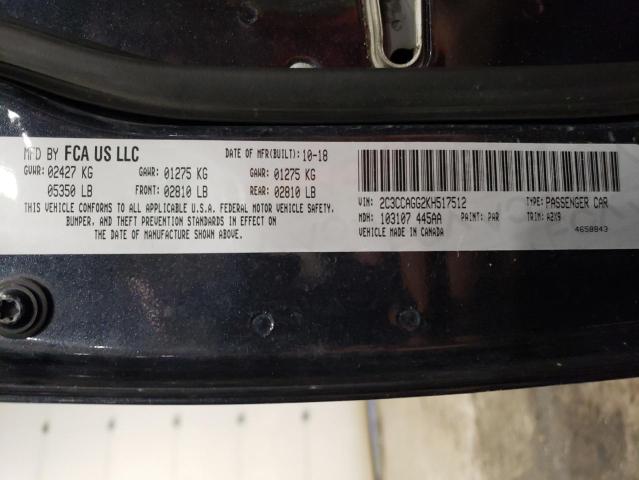 MFD BY FCA US LLC DATE OF MFR(BUILT): 10-18
GVWR: 02427 KG GAWR: 01275 KG GAWR: 01275 KG
05350 LB FRONT: 02810 LB REAR: 02810 LB
THIS VEHICLE CONFORMS TO ALL APPLICABLE U.S.A. FEDERAL MOTOR VEHICLE SAFETY,
BUMPER, AND THEFT PREVENTION STANDARDS IN EFFECT ON
THE DATE OF MANUFACTURE SHOWN ABOVE.
VIN: 2C3CCAGG2KH517512 TYPE: PASSENGER CAR
MDH: 103107 445AA PAINT: PAR TRIM: A2X9
VEHICLE MADE IN CANADA 4658843